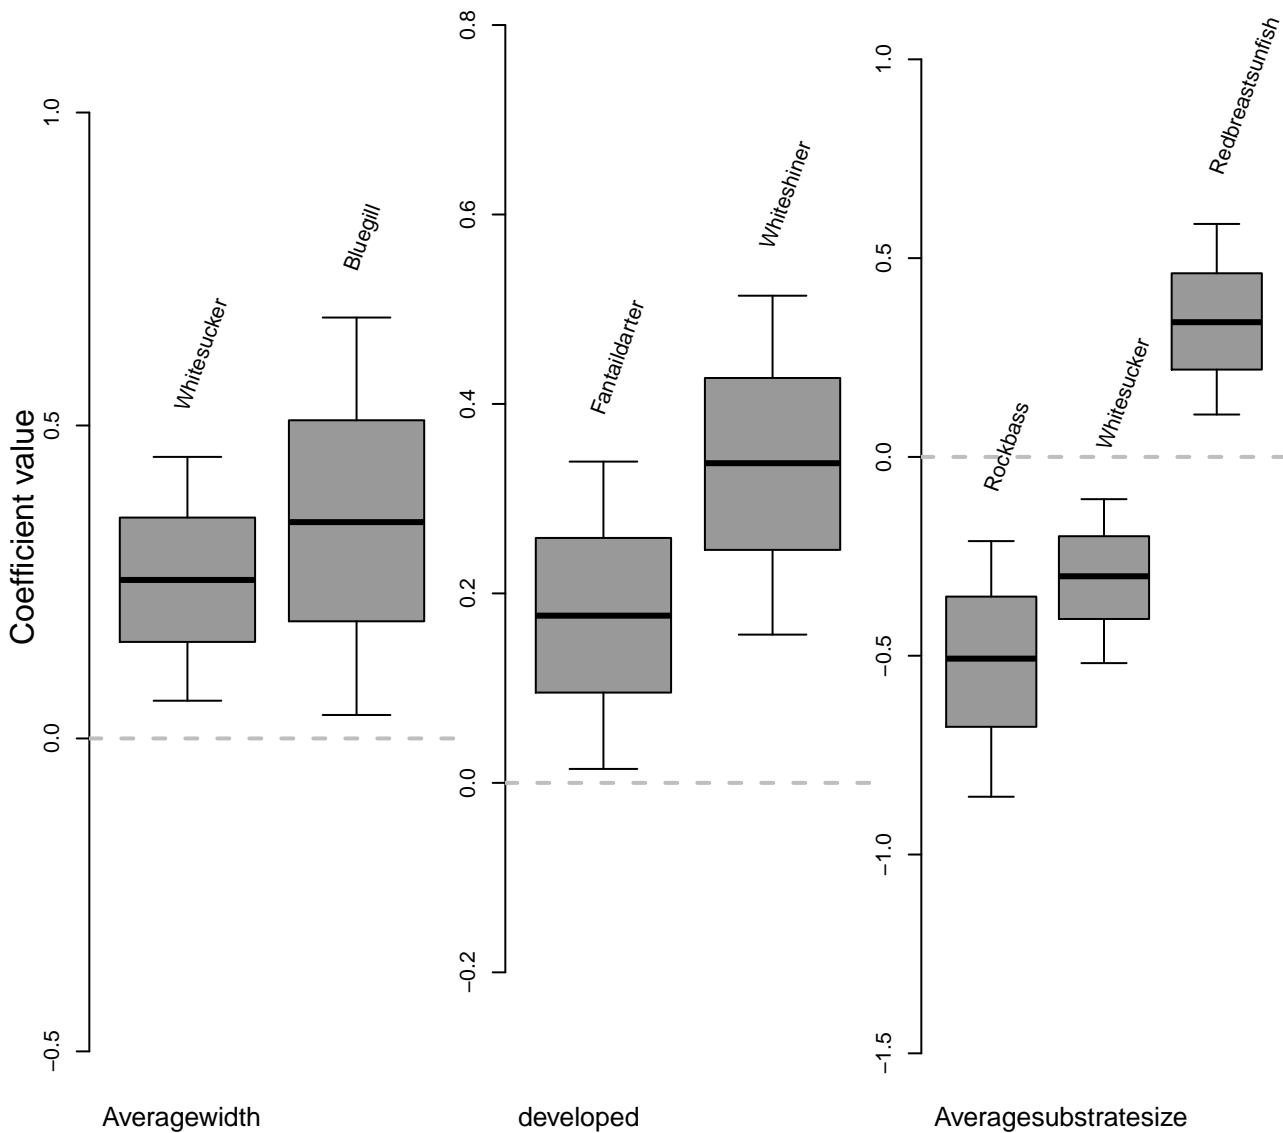 Coefficient value
1.0
0.5
0.0
−0.5
Whitesucker
Bluegill
Averagewidth
0.8
0.6
0.4
0.2
0.0
−0.2
Fantaildarter
Whiteshiner
developed
1.0
0.5
0.0
−0.5
−1.0
−1.5
Rockbass
Whitesucker
Redbreastsunfish
Averagesubstratesize